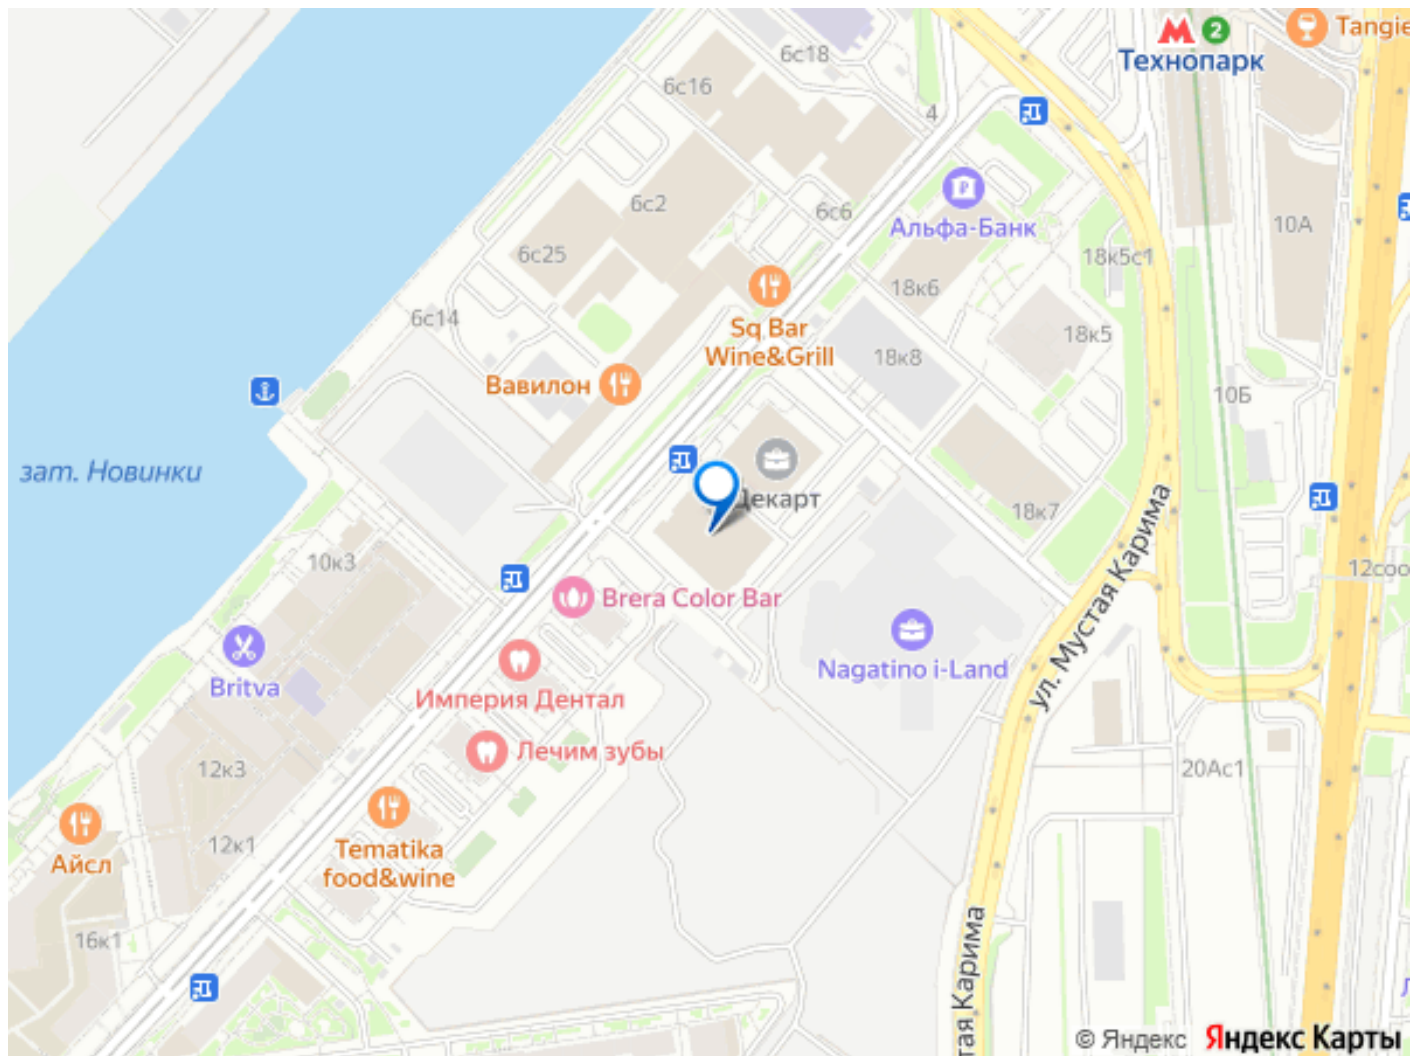 2
Технопарк
Tangie
6с18
6с16
4
6с2
6с6
Альфа-Банк
10А
6с25
18к5с1
18к6
6с14
Sq Bar
Wine&Grill
18к5
18к8
Вавилон
10Б
зат. Новинки
Декарт
18к7
ул. Мустая Карима
10к3
12соо
Brera Color Bar
Britva
Nagatino i-Land
Империя Дентал
Лечим зубы
12к3
20Ас1
Айсл
12к1
Tematika
food&wine
16к1
тая Карима
© Яндекс Яндекс Карты